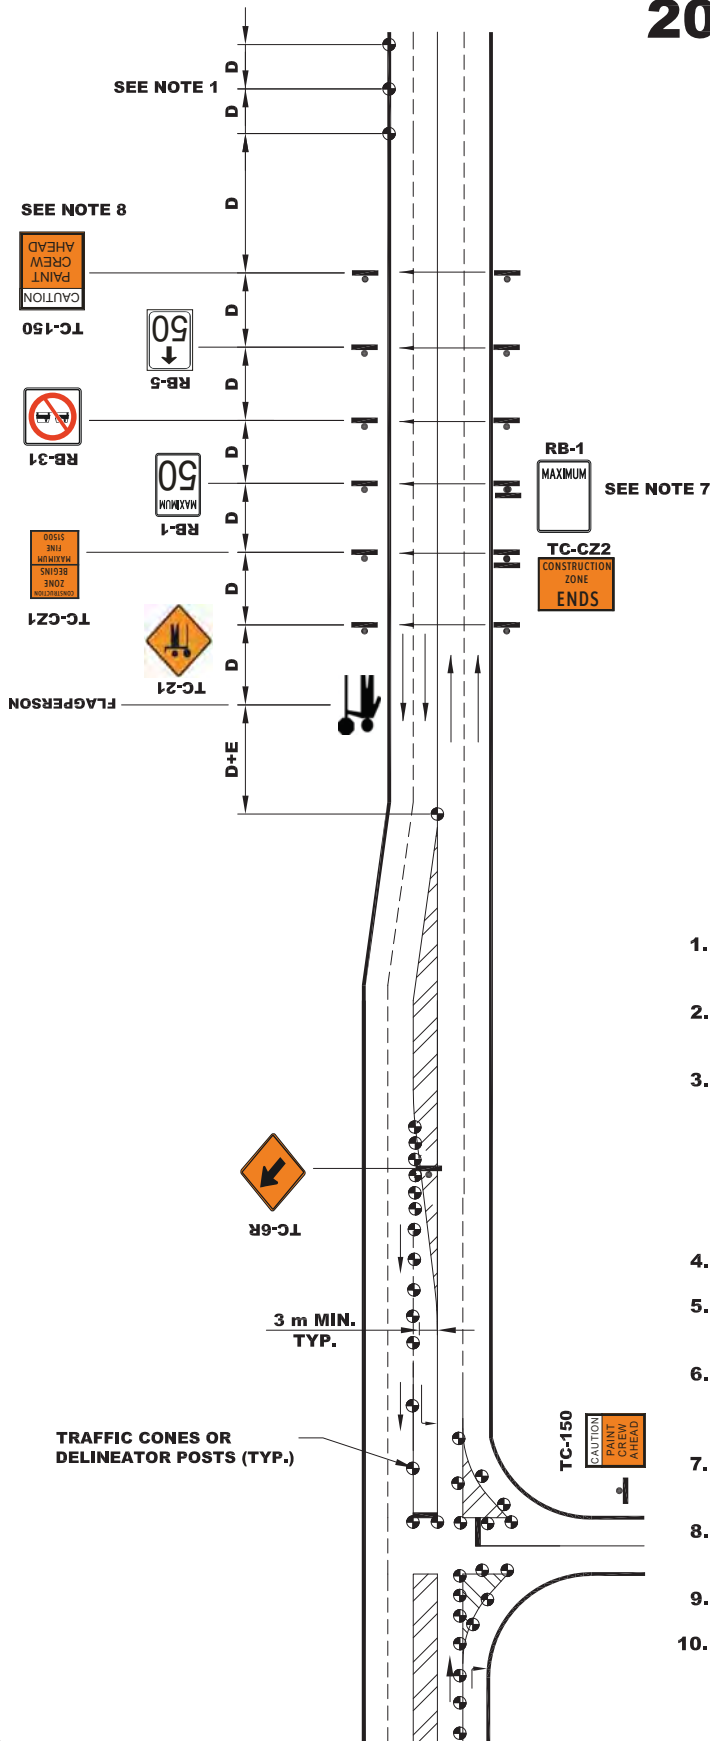 20
D
SEE NOTE 1
D
D
SEE NOTE 8
CAUTION
PAINT
CREW
AHEAD
TC-150
D
50
RB-5
D
RB-31
D
MAXIMUM
50
RB-1
RB-1
MAXIMUM
SEE NOTE 7
D
CONSTRUCTION
ZONE
BEGINS
MAXIMUM
FINE
$1500
TC-CZ1
TC-CZ2
CONSTRUCTION
ZONE
ENDS
D
TC-21
D
FLAGPERSON
D+E
1.
2.
3.
TC-6R
4.
5.
3 m MIN.
TYP.
6.
TRAFFIC CONES OR
DELINEATOR POSTS (TYP.)
TC-150
CAUTION
PAINT
CREW
AHEAD
7.
8.
9.
10.